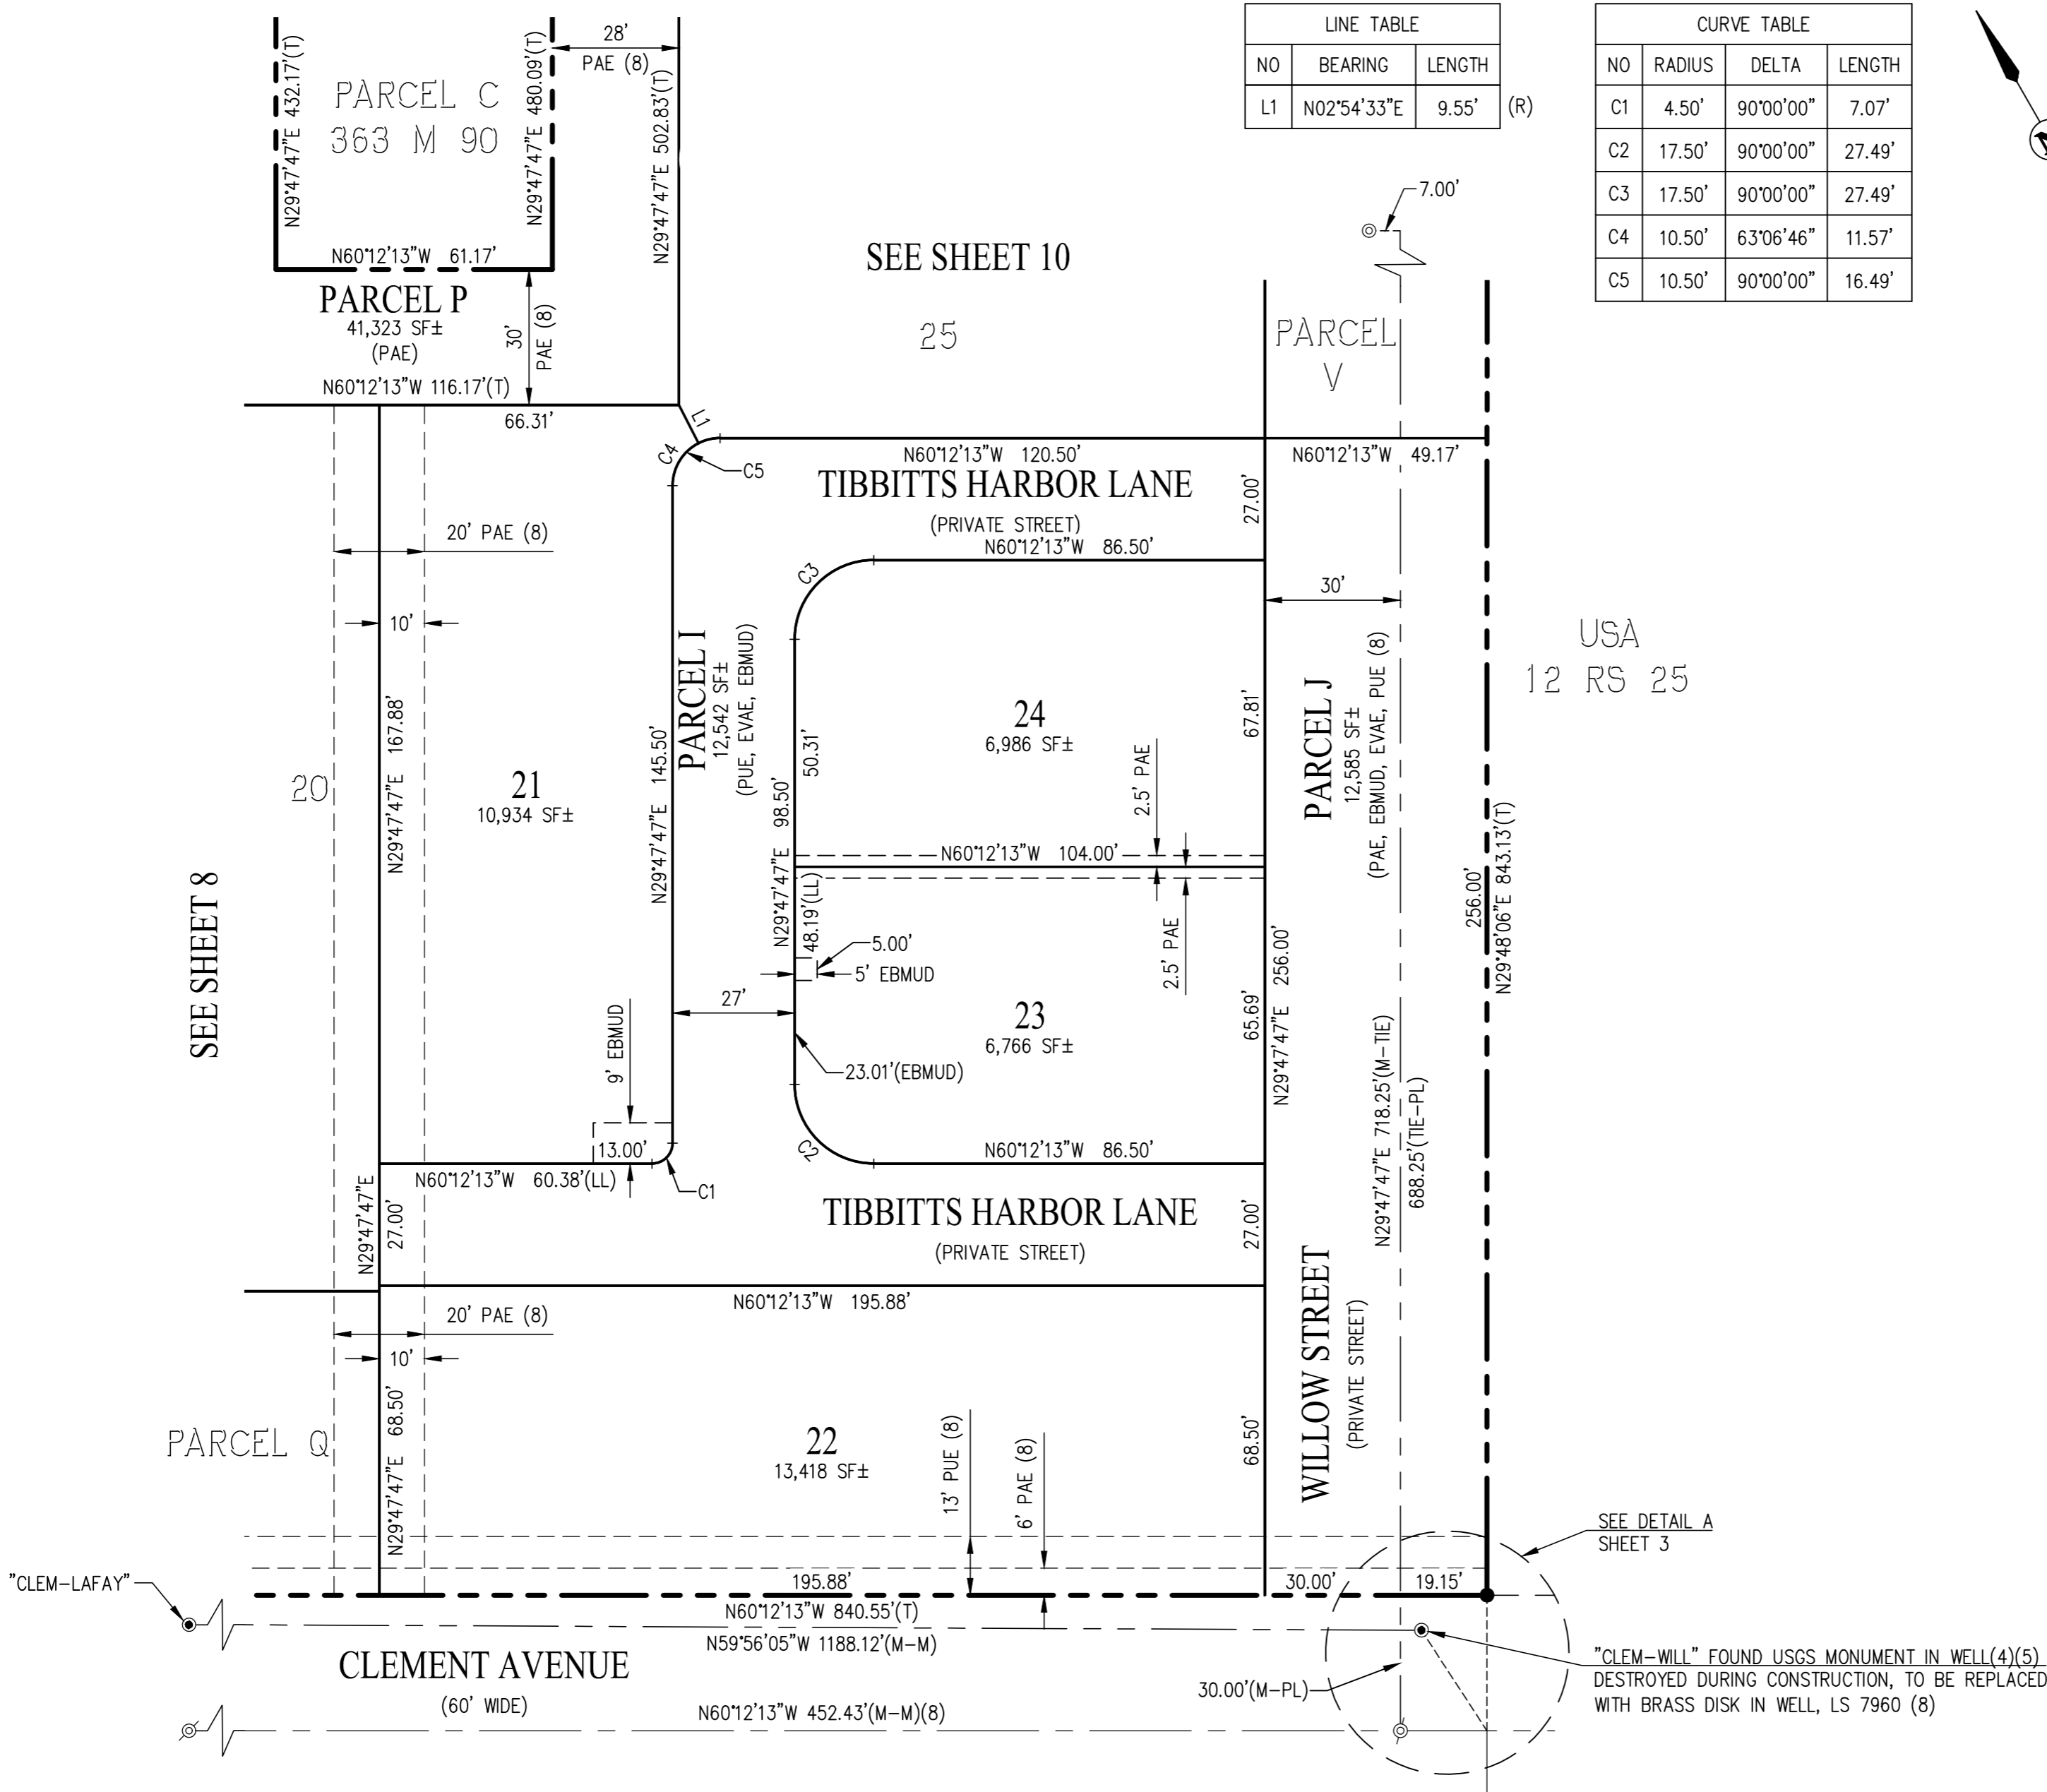 LINE TABLE
NO BEARING LENGTH
L1 N02°54'33"E 9.55' (R)
CURVE TABLE
NO RADIUS DELTA LENGTH
C1 4.50' 90°00'00" 7.07'
C2 17.50' 90°00'00" 27.49'
C3 17.50' 90°00'00" 27.49'
C4 10.50' 63°06'46" 11.57'
C5 10.50' 90°00'00" 16.49'
28'
PAE (8)
N29°47'47"E 432.17'(T)
PARCEL C
363 M 90
N29°47'47"E 480.09'(T)
N29°47'47"E 502.83'(T)
N60°12'13"W 61.17'
PARCEL P
41,323 SF±
(PAE)
30'
PAE (8)
N60°12'13"W 116.17'(T)
66.31'
SEE SHEET 10
25
7.00'
PARCEL
V
L1
C4
C5
N60°12'13"W 120.50'
N60°12'13"W 49.17'
TIBBITTS HARBOR LANE
(PRIVATE STREET)
27.00'
N60°12'13"W 86.50'
20' PAE (8)
10'
C3
30'
USA
12 RS 25
SEE SHEET 8
20
N29°47'47"E 167.88'
21
10,934 SF±
N29°47'47"E 145.50'
PARCEL I
12,542 SF±
(PUE, EVAE, EBMUD)
N29°47'47"E 98.50'
50.31'
24
6,986 SF±
67.81'
2.5' PAE
N60°12'13"W 104.00'
2.5' PAE
48.19'(LL)
PARCEL J
12,585 SF±
(PAE, EBMUD, EVAE, PUE (8)
256.00'
N29°48'06"E 843.13'(T)
5.00'
5' EBMUD
27'
23
6,766 SF±
65.69'
N29°47'47"E 256.00'
23.01'(EBMUD)
9' EBMUD
13.00'
N60°12'13"W 60.38'(LL)
C1
C2
N60°12'13"W 86.50'
N29°47'47"E 718.25'(M-TIE)
688.25'(TIE-PL)
N29°47'47"E
27.00'
TIBBITTS HARBOR LANE
(PRIVATE STREET)
27.00'
N60°12'13"W 195.88'
20' PAE (8)
10'
WILLOW STREET
(PRIVATE STREET)
PARCEL Q
N29°47'47"E 68.50'
22
13,418 SF±
13' PUE (8)
6' PAE (8)
68.50'
SEE DETAIL A
SHEET 3
"CLEM-LAFAY"
195.88'
30.00'
19.15'
N60°12'13"W 840.55'(T)
N59°56'05"W 1188.12'(M-M)
CLEMENT AVENUE
(60' WIDE)
30.00'(M-PL)
N60°12'13"W 452.43'(M-M)(8)
"CLEM-WILL" FOUND USGS MONUMENT IN WELL(4)(5)
DESTROYED DURING CONSTRUCTION, TO BE REPLACED
WITH BRASS DISK IN WELL, LS 7960 (8)